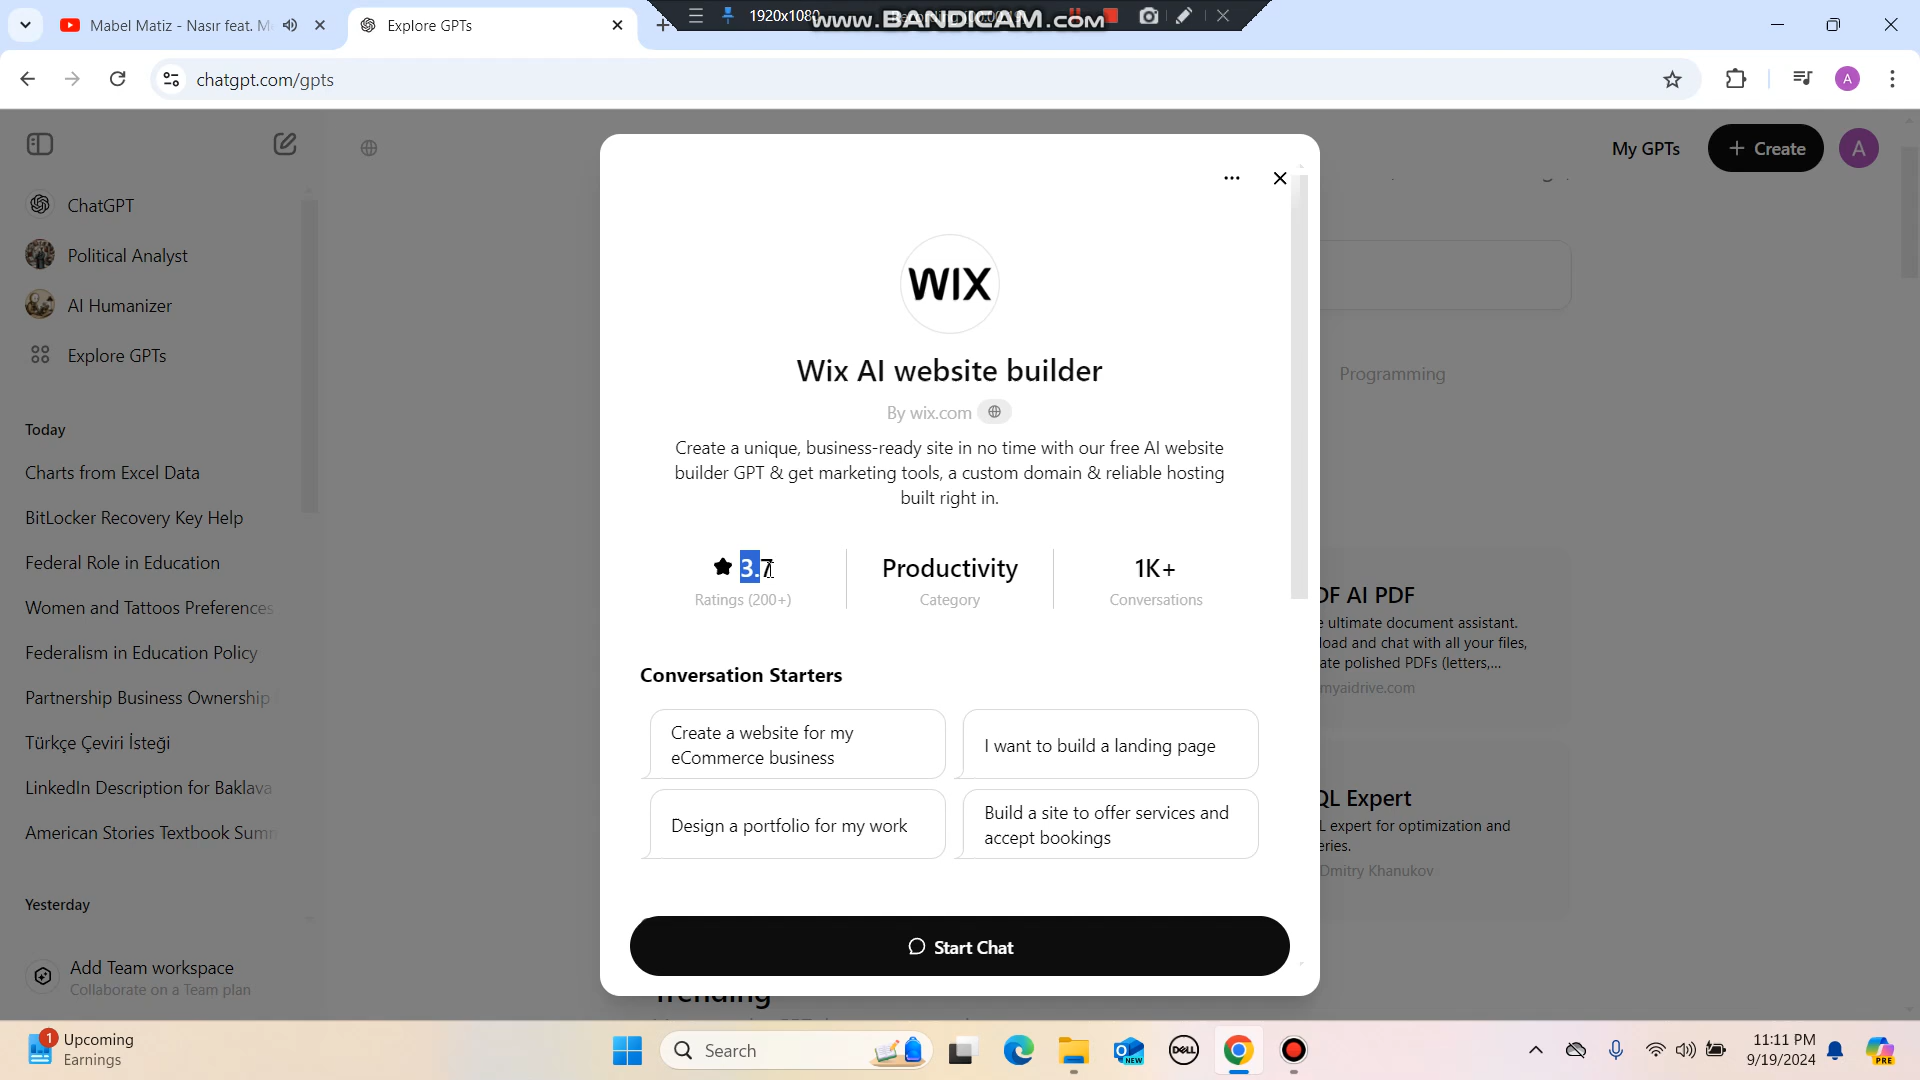 Mabel Matiz - Nasır feat. M
Explore GPTs
1920x1080
www.BANDICAM.com
chatgpt.com/gpts
A
ChatGPT
Political Analyst
AI Humanizer
Explore GPTs
Today
Charts from Excel Data
BitLocker Recovery Key Help
Federal Role in Education
Women and Tattoos Preferences
Federalism in Education Policy
Partnership Business Ownership
Türkçe Çeviri İsteği
LinkedIn Description for Baklava
American Stories Textbook Sum
Yesterday
Add Team workspace
Collaborate on a Team plan
My GPTs
Create
A
WIX
Wix AI website builder
By wix.com
Create a unique, business-ready site in no time with our free AI website
builder GPT & get marketing tools, a custom domain & reliable hosting
built right in.
3.7
Ratings (200+)
Productivity
Category
1K+
Conversations
Conversation Starters
Create a website for my
eCommerce business
I want to build a landing page
Design a portfolio for my work
Build a site to offer services and
accept bookings
Start Chat
Programming
DF AI PDF
e ultimate document assistant.
load and chat with all your files,
ate polished PDFs (letters,...
myaidrive.com
QL Expert
L expert for optimization and
eries.
Dmitry Khanukov
Trending
1
Upcoming
Earnings
Search
NEW
DELL
11:11 PM
9/19/2024
PRE